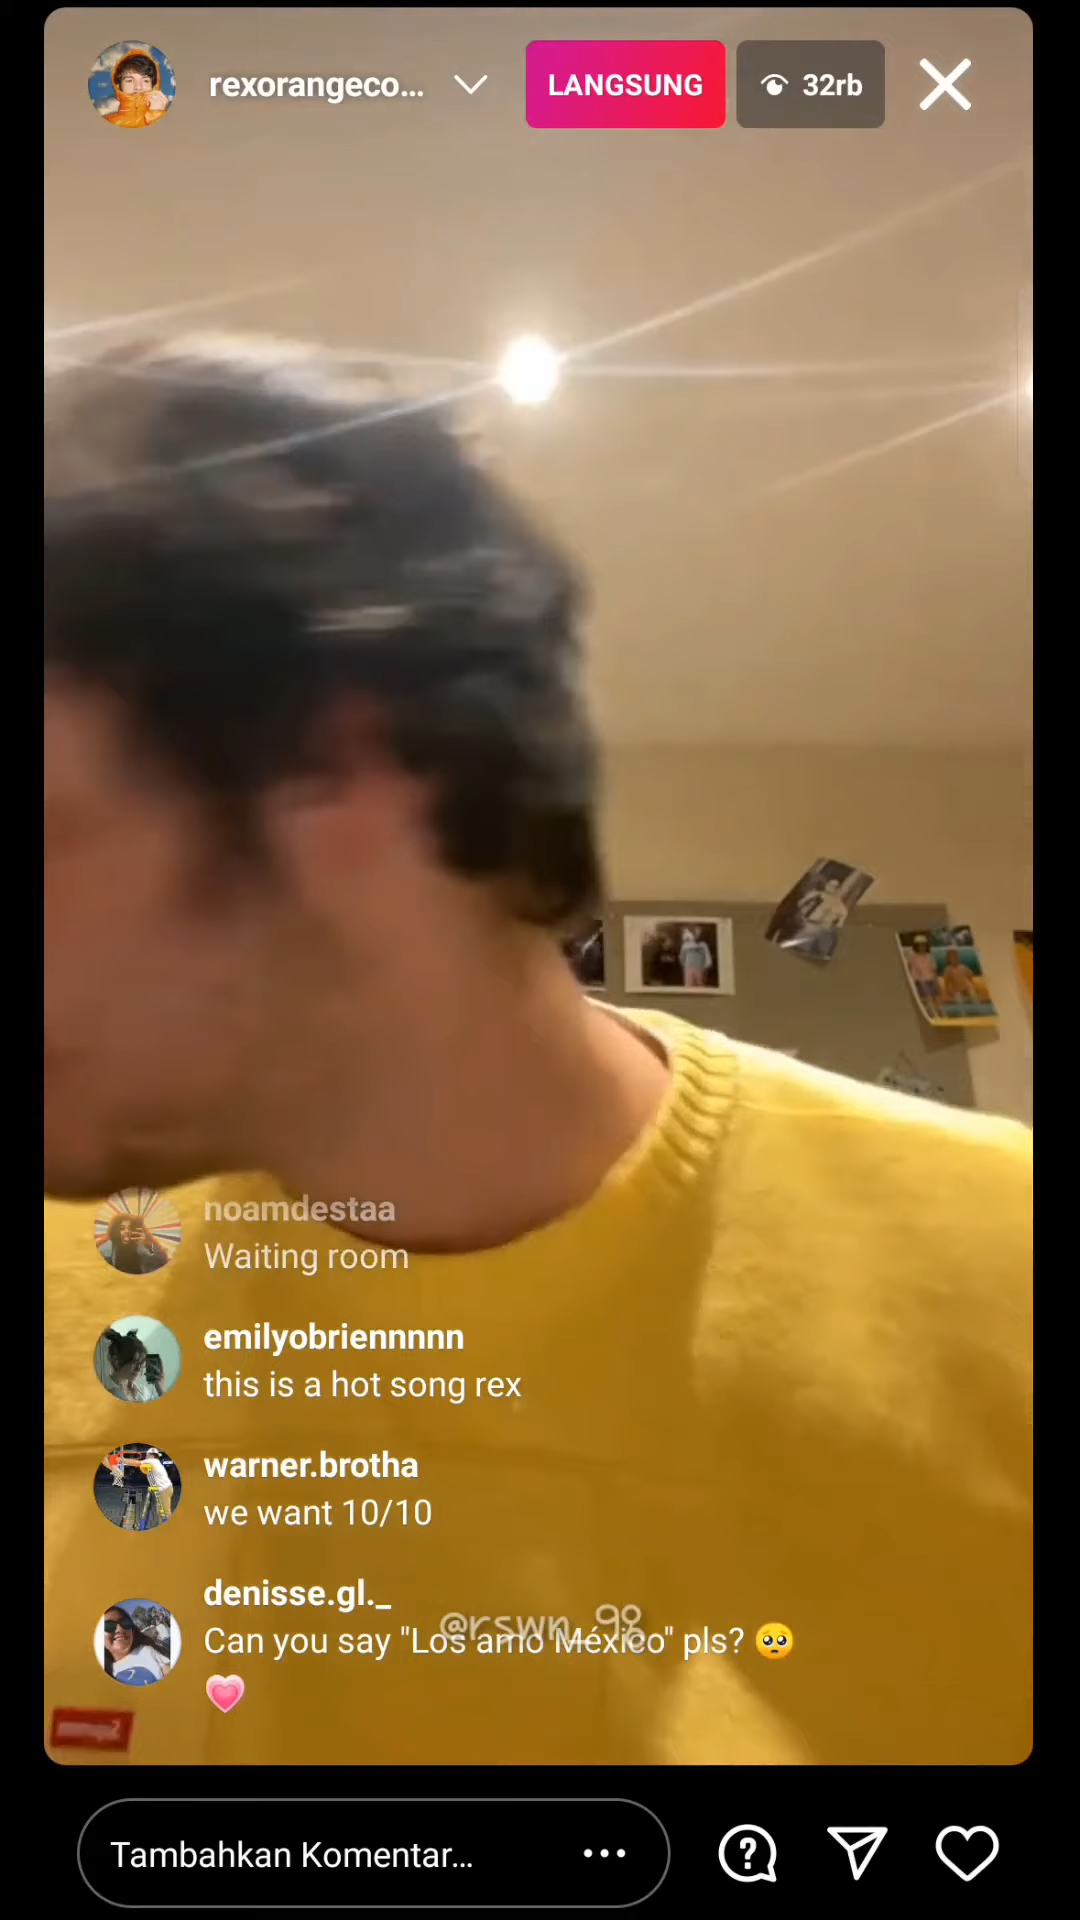 rexorangeco...
LANGSUNG
32rb
noamdestaa
Waiting room
emilyobriennnnn
this is a hot song rex
warner.brotha
we want 10/10
denisse.gl._
@rswn_98
Can you say "Los amo México" pls? 🥺
💗
Tambahkan Komentar...